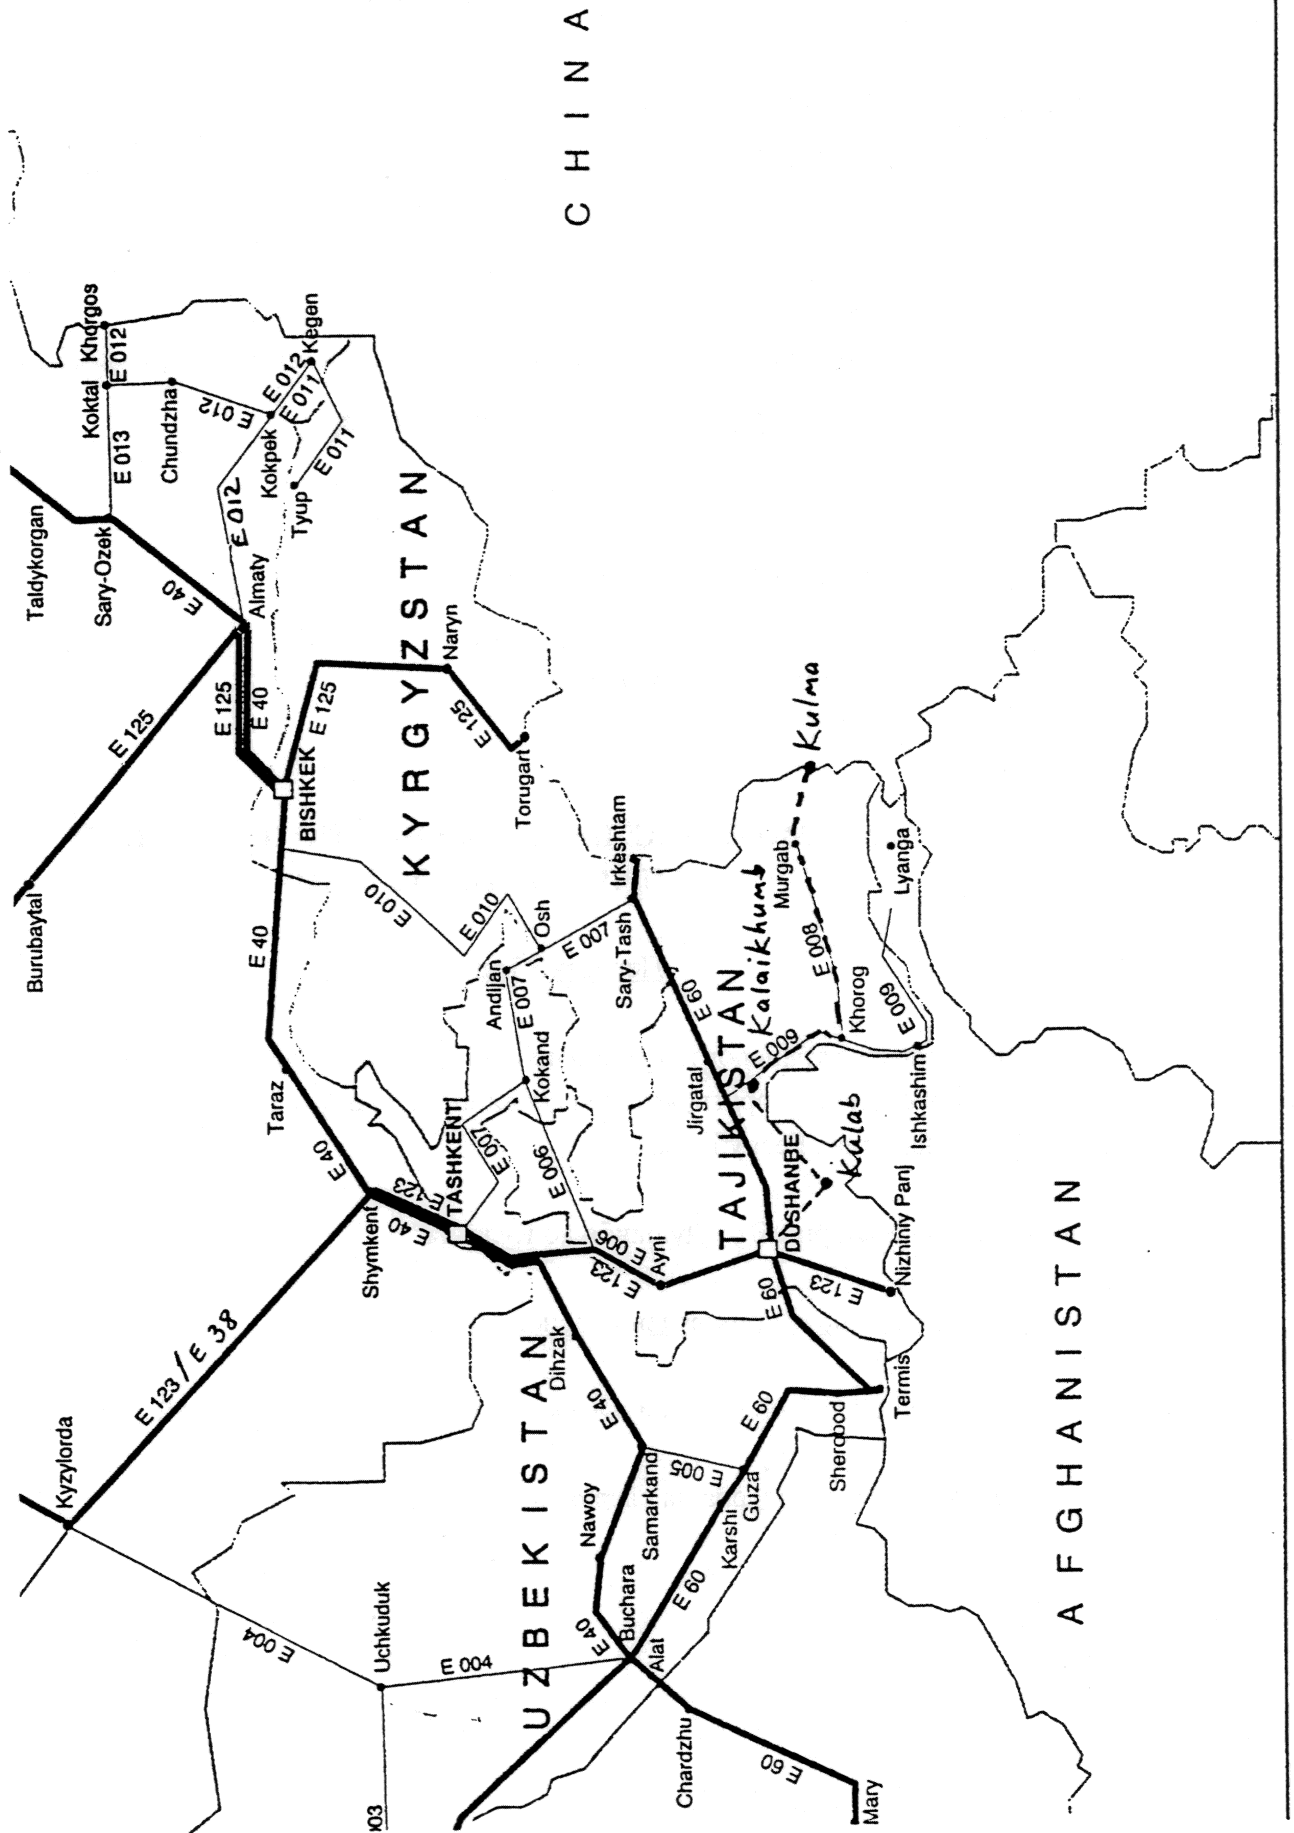 CHINA
Taldykorgan
Koktal
Khorgos
E 012
E 013
Chundzha
E 012
Sary-Ozek
E 012
Kegen
E 011
Kokpek
E 011
Tyup
E 012
E 40
Almaty
E 125
E 125
E 40
Burubaytal
BISHKEK
E 125
KYRGYZSTAN
Naryn
E 125
Torugart
E 40
E 010
E 010
Taraz
E 40
Andijan
Osh
E 007
E 007
Kokand
Sary-Tash
Irkeshtam
Kulma
Murgab
Kalaikhumb
E 008
Lyanga
Khorog
E 009
E 009
Ishkashim
E 60
Jirgatal
TAJIKISTAN
Kulab
DUSHANBE
Nizhiniy Panj
E 123
E 60
Shymkent
E 123
E 40
TASHKENT
E 007
E 006
E 006
E 123
Ayni
E 123 / E 38
Kyzylorda
UZBEKISTAN
Dihzak
E 40
Samarkand
E 005
Guza
E 60
Sherobod
Termis
Karshi
E 60
Nawoy
Buchara
E 40
Alat
Uchkuduk
E 004
E 004
003
Chardzhu
E 60
Mary
AFGHANISTAN